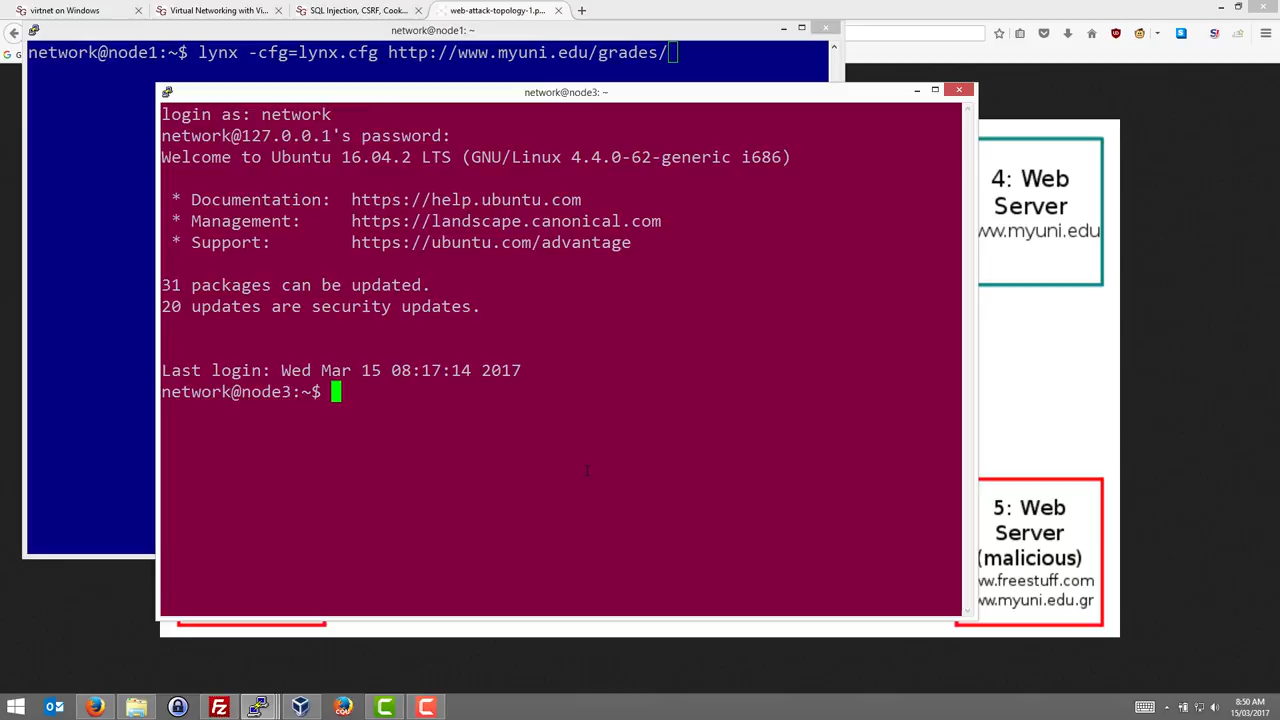 virtnet on Windows
Virtual Networking with Vi...
SQL Injection, CSRF, Cook...
web-attack-topology-1.p...
network@node1: ~
network@node1:~$ lynx -cfg=lynx.cfg http://www.myuni.edu/grades/
network@node3: ~
login as: network
network@127.0.0.1's password:
Welcome to Ubuntu 16.04.2 LTS (GNU/Linux 4.4.0-62-generic i686)
* Documentation: https://help.ubuntu.com
* Management: https://landscape.canonical.com
* Support: https://ubuntu.com/advantage
31 packages can be updated.
20 updates are security updates.
Last login: Wed Mar 15 08:17:14 2017
network@node3:~$
4: Web
Server
ww.myuni.edu
5: Web
Server
(malicious)
ww.freestuff.com
ww.myuni.edu.gr
8:50 AM
15/03/2017